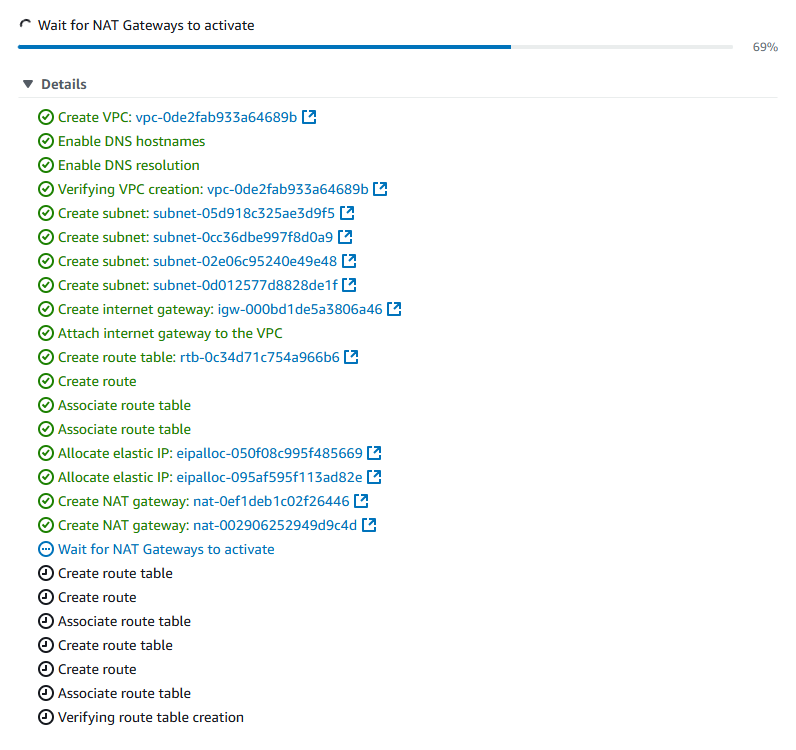 Wait for NAT Gateways to activate
69%
Details
Create VPC: vpc-0de2fab933a64689b
Enable DNS hostnames
Enable DNS resolution
Verifying VPC creation: vpc-0de2fab933a64689b
Create subnet: subnet-05d918c325ae3d9f5
Create subnet: subnet-0cc36dbe997f8d0a9
Create subnet: subnet-02e06c95240e49e48
Create subnet: subnet-0d012577d8828de1f
Create internet gateway: igw-000bd1de5a3806a46
Attach internet gateway to the VPC
Create route table: rtb-0c34d71c754a966b6
Create route
Associate route table
Associate route table
Allocate elastic IP: eipalloc-050f08c995f485669
Allocate elastic IP: eipalloc-095af595f113ad82e
Create NAT gateway: nat-0ef1deb1c02f26446
Create NAT gateway: nat-002906252949d9c4d
Wait for NAT Gateways to activate
Create route table
Create route
Associate route table
Create route table
Create route
Associate route table
Verifying route table creation